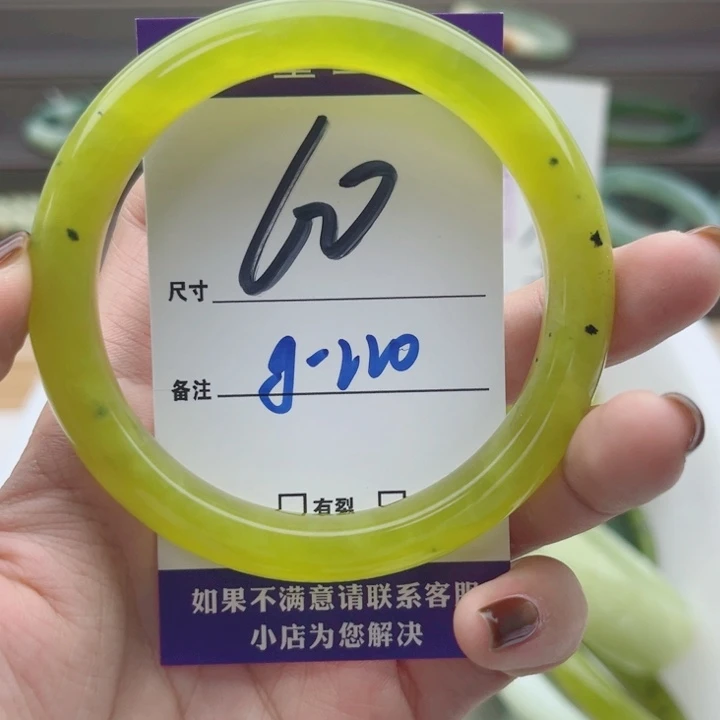 60
尺寸
备注 8-110
□有裂 □
如果不满意请联系客服
小店为您解决